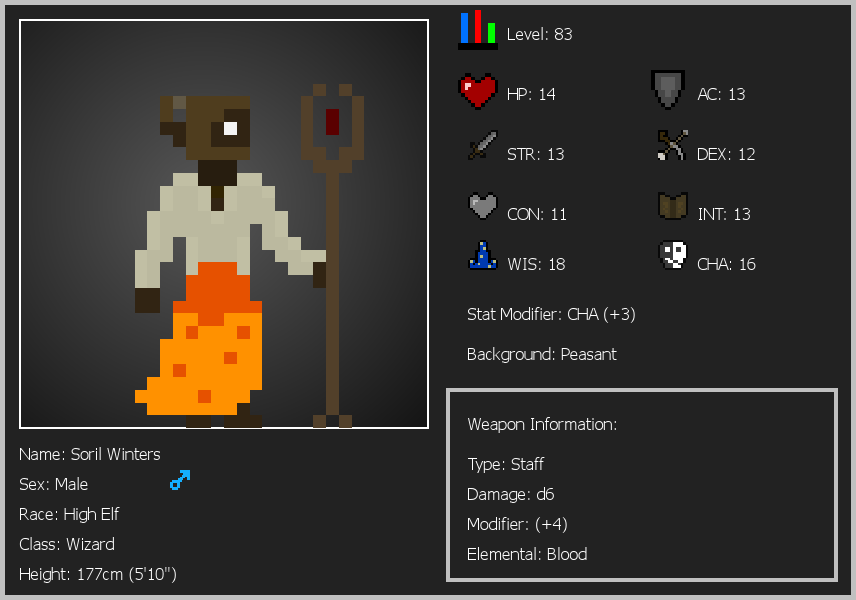 Level: 83
HP: 14
AC: 13
STR: 13
DEX: 12
CON: 11
INT: 13
WIS: 18
CHA: 16
Stat Modifier: CHA (+3)
Background: Peasant
Weapon Information:
Type: Staff
Damage: d6
Modifier: (+4)
Elemental: Blood
Name: Soril Winters
Sex: Male
Race: High Elf
Class: Wizard
Height: 177cm (5'10")